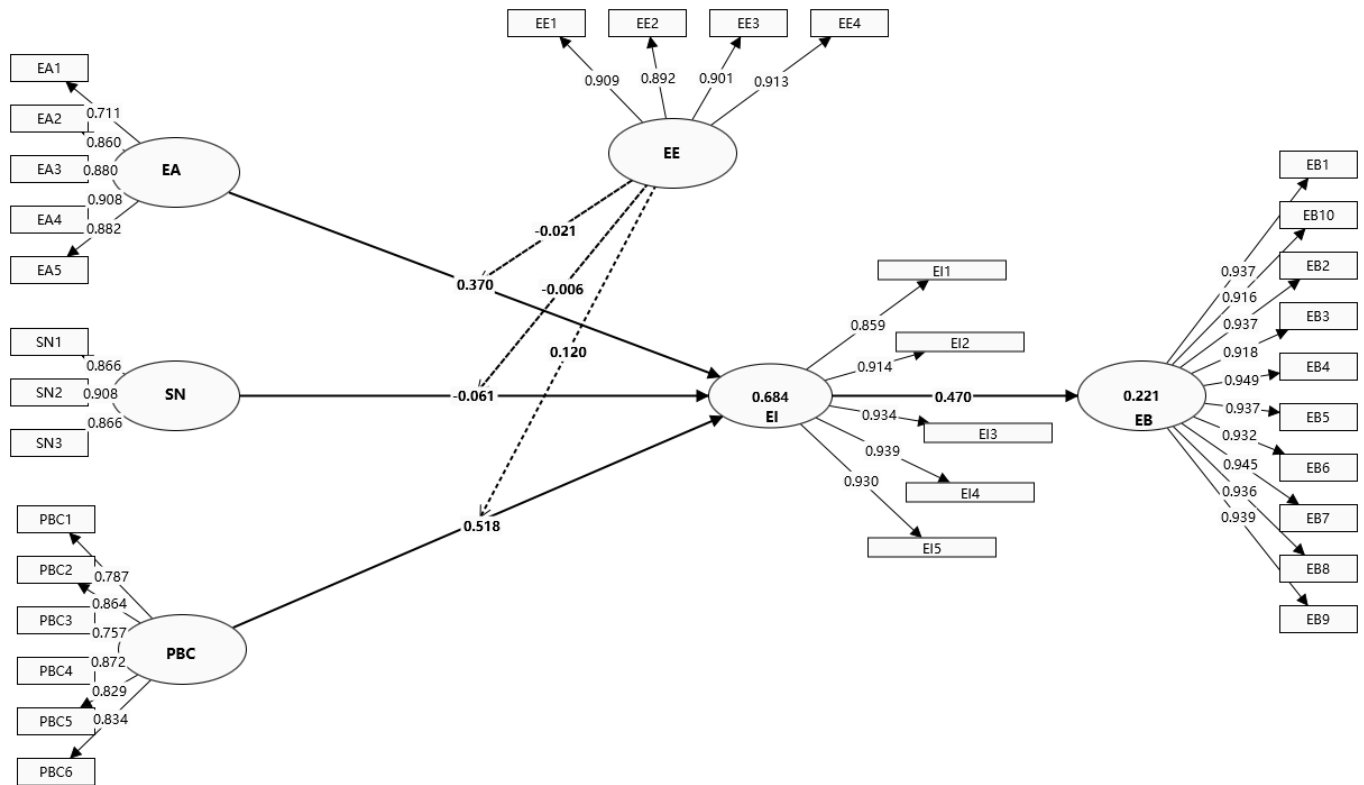 EE1
EE2
EE3
EE4
0.909
0.892
0.901
0.913
EE
EA1
EA2
EA3
EA4
EA5
0.711
0.860
0.880
0.908
0.882
EA
-0.021
-0.006
0.120
0.370
SN1
SN2
SN3
0.866
0.908
0.866
SN
-0.061
PBC1
PBC2
PBC3
PBC4
PBC5
PBC6
0.787
0.864
0.757
0.872
0.829
0.834
PBC
0.518
0.684
EI
EI1
EI2
EI3
EI4
EI5
0.859
0.914
0.934
0.939
0.930
0.470
0.221
EB
0.937
0.916
0.937
0.918
0.949
0.937
0.932
0.945
0.936
0.939
EB1
EB10
EB2
EB3
EB4
EB5
EB6
EB7
EB8
EB9